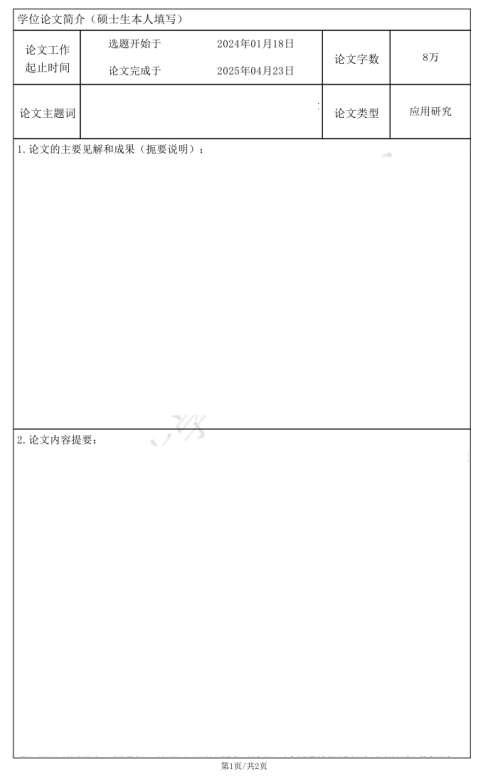 学位论文简介（硕士生本人填写）
论文工作
起止时间
选题开始于 2024年01月18日
论文完成于 2025年04月23日
论文字数
8万
论文主题词
论文类型
应用研究
1.论文的主要见解和成果（扼要说明）：
2.论文内容提要：
第1页/共2页